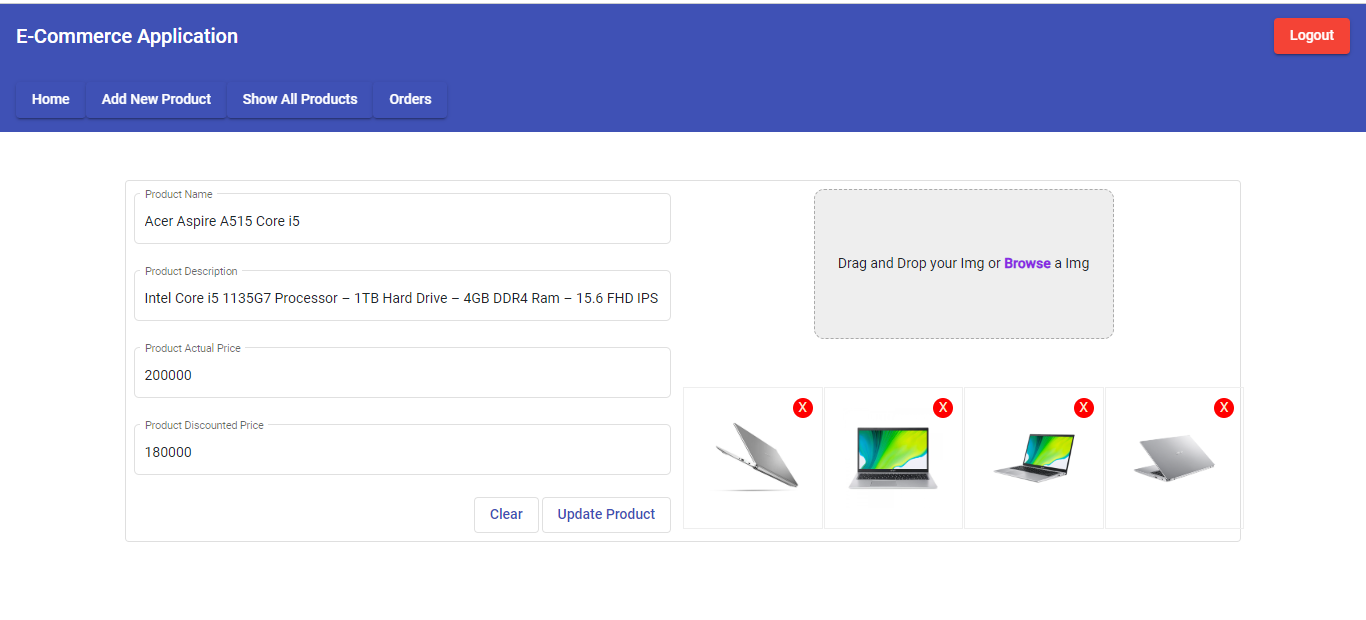 E-Commerce Application
Logout
Home
Add New Product
Show All Products
Orders
Product Name
Acer Aspire A515 Core i5
Product Description
Intel Core i5 1135G7 Processor – 1TB Hard Drive – 4GB DDR4 Ram – 15.6 FHD IPS
Product Actual Price
200000
Product Discounted Price
180000
Clear
Update Product
Drag and Drop your Img or Browse a Img
X
X
X
X